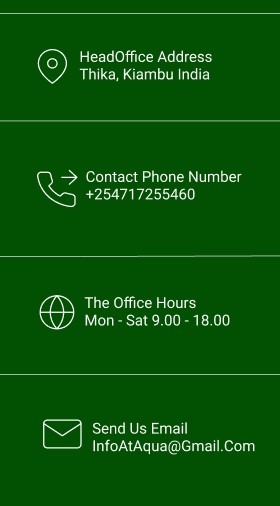 HeadOffice Address
Thika, Kiambu India
Contact Phone Number
+254717255460
The Office Hours
Mon - Sat 9.00 - 18.00
Send Us Email
InfoAtAqua@Gmail.Com